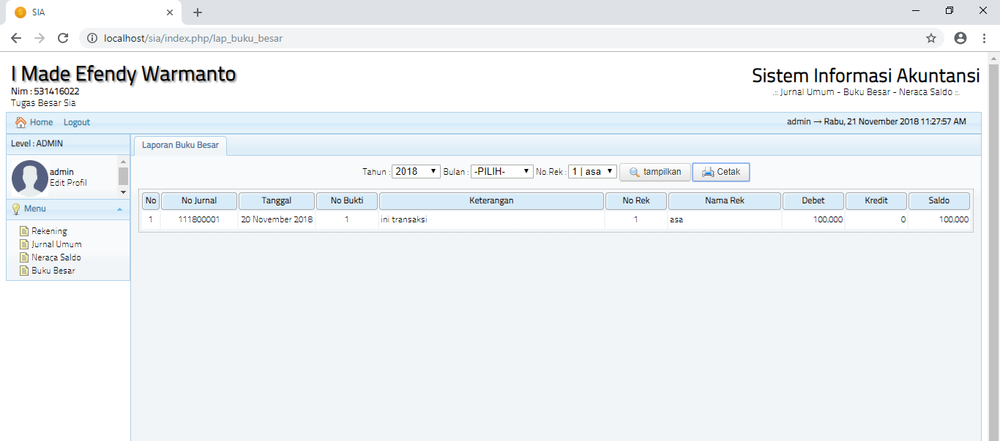 SIA
localhost/sia/index.php/lap_buku_besar
I Made Efendy Warmanto
Nim : 531416022
Tugas Besar Sia
Sistem Informasi Akuntansi
.:: Jurnal Umum - Buku Besar - Neraca Saldo ::.
Home Logout
admin → Rabu, 21 November 2018 11:27:57 AM
Level : ADMIN
admin
Edit Profil
Menu
Rekening
Jurnal Umum
Neraca Saldo
Buku Besar
Laporan Buku Besar
Tahun : 2018 Bulan : -PILIH- No.Rek : 1 | asa tampilkan Cetak
No No Jurnal Tanggal No Bukti Keterangan No Rek Nama Rek Debet Kredit Saldo
1 111800001 20 November 2018 1 ini transaksi 1 asa 100,000 0 100,000